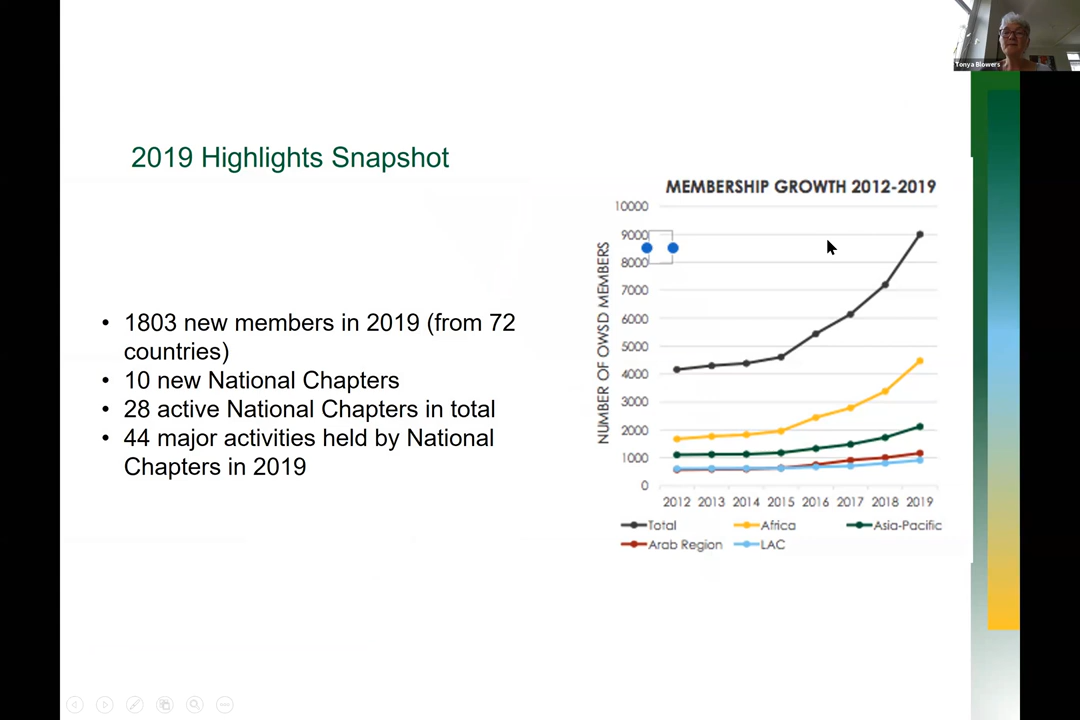 Tonya Blowers
2019 Highlights Snapshot
• 1803 new members in 2019 (from 72
countries)
• 10 new National Chapters
• 28 active National Chapters in total
• 44 major activities held by National
Chapters in 2019
MEMBERSHIP GROWTH 2012-2019
NUMBER OF OWSD MEMBERS
10000
9000
8000
7000
6000
5000
4000
3000
2000
1000
0
2012 2013 2014 2015 2016 2017 2018 2019
Total Africa Asia-Pacific
Arab Region LAC